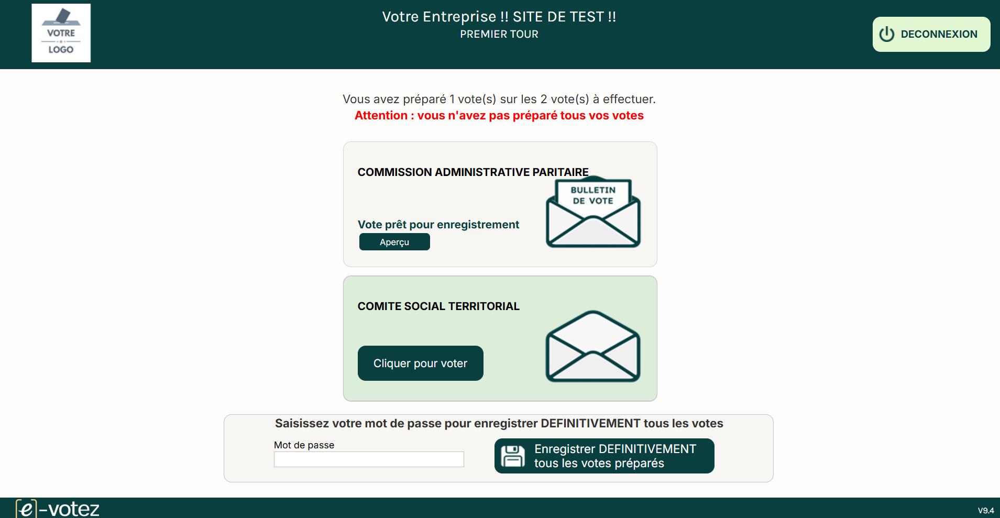 VOTRE
LOGO
Votre Entreprise !! SITE DE TEST !!
PREMIER TOUR
DECONNEXION
Vous avez préparé 1 vote(s) sur les 2 vote(s) à effectuer.
Attention : vous n'avez pas préparé tous vos votes
COMMISSION ADMINISTRATIVE PARITAIRE
BULLETIN
DE VOTE
Vote prêt pour enregistrement
Aperçu
COMITE SOCIAL TERRITORIAL
Cliquer pour voter
Saisissez votre mot de passe pour enregistrer DEFINITIVEMENT tous les votes
Mot de passe
Enregistrer DEFINITIVEMENT
tous les votes préparés
[e]-votez
V9.4